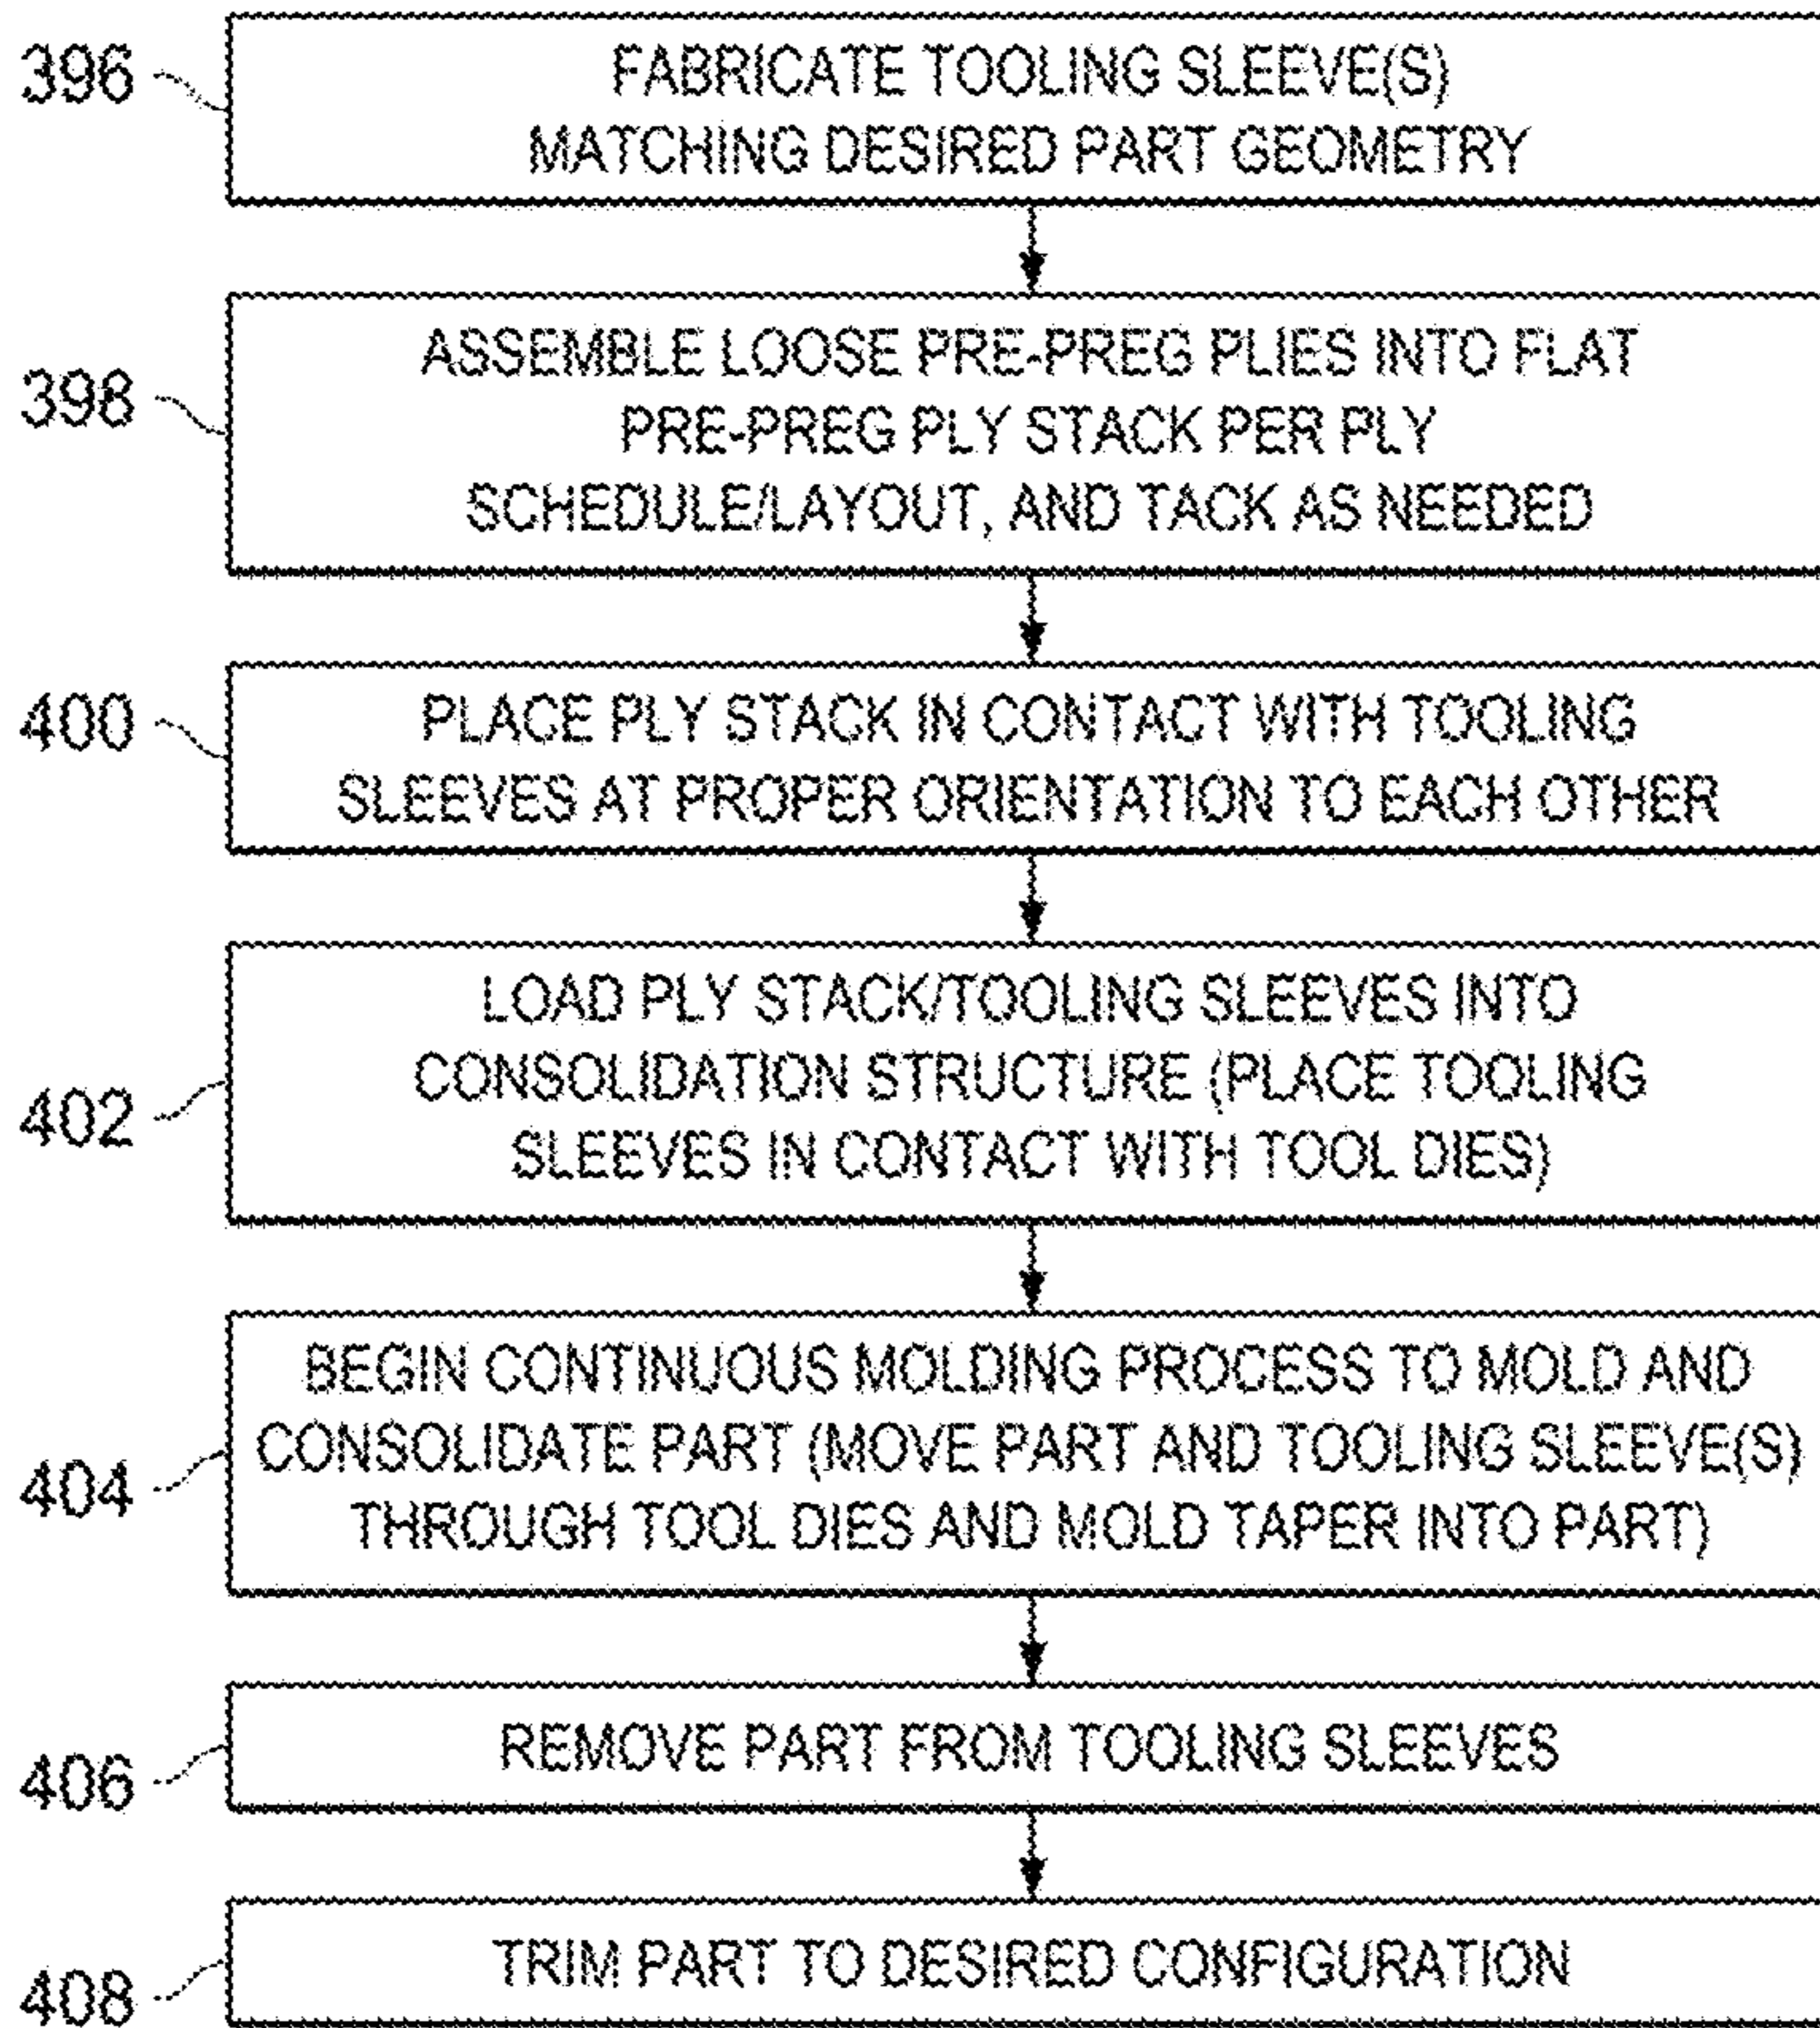 396
FABRICATE TOOLING SLEEVE(S)
MATCHING DESIRED PART GEOMETRY
398
ASSEMBLE LOOSE PRE-PREG PLIES INTO FLAT
PRE-PREG PLY STACK PER PLY
SCHEDULE/LAYOUT, AND TACK AS NEEDED
400
PLACE PLY STACK IN CONTACT WITH TOOLING
SLEEVES AT PROPER ORIENTATION TO EACH OTHER
402
LOAD PLY STACK/TOOLING SLEEVES INTO
CONSOLIDATION STRUCTURE (PLACE TOOLING
SLEEVES IN CONTACT WITH TOOL DIES)
404
BEGIN CONTINUOUS MOLDING PROCESS TO MOLD AND
CONSOLIDATE PART (MOVE PART AND TOOLING SLEEVE(S)
THROUGH TOOL DIES AND MOLD TAPER INTO PART)
406
REMOVE PART FROM TOOLING SLEEVES
408
TRIM PART TO DESIRED CONFIGURATION